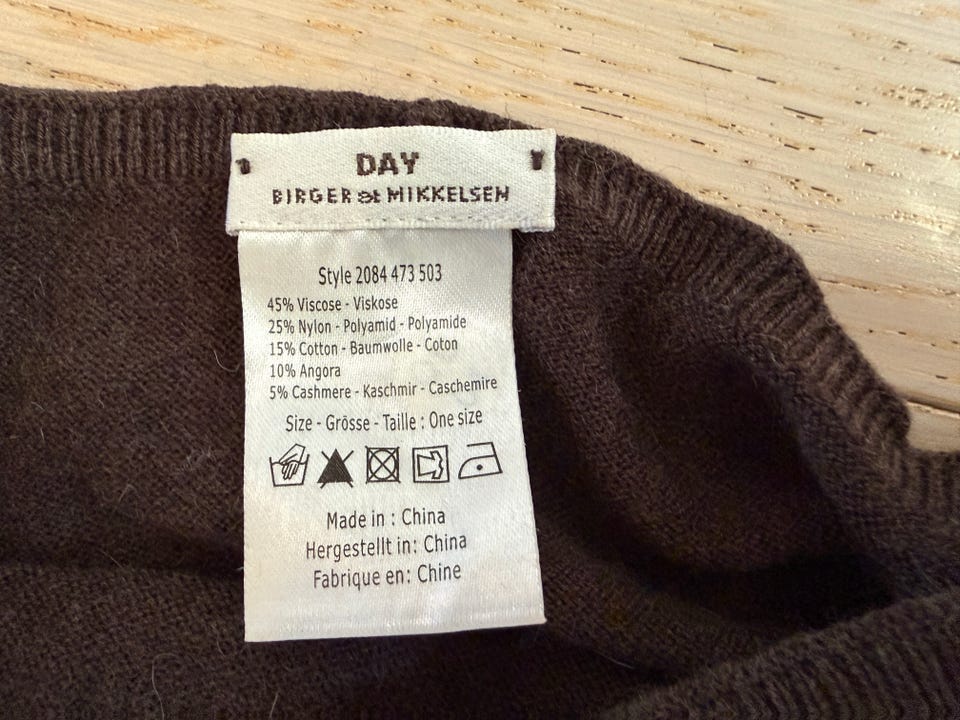 DAY
BIRGER et MIKKELSEN
Style 2084 473 503
45% Viscose - Viskose
25% Nylon - Polyamid - Polyamide
15% Cotton - Baumwolle - Coton
10% Angora
5% Cashmere - Kaschmir - Caschemire
Size - Grösse - Taille : One size
Made in : China
Hergestellt in: China
Fabrique en: Chine